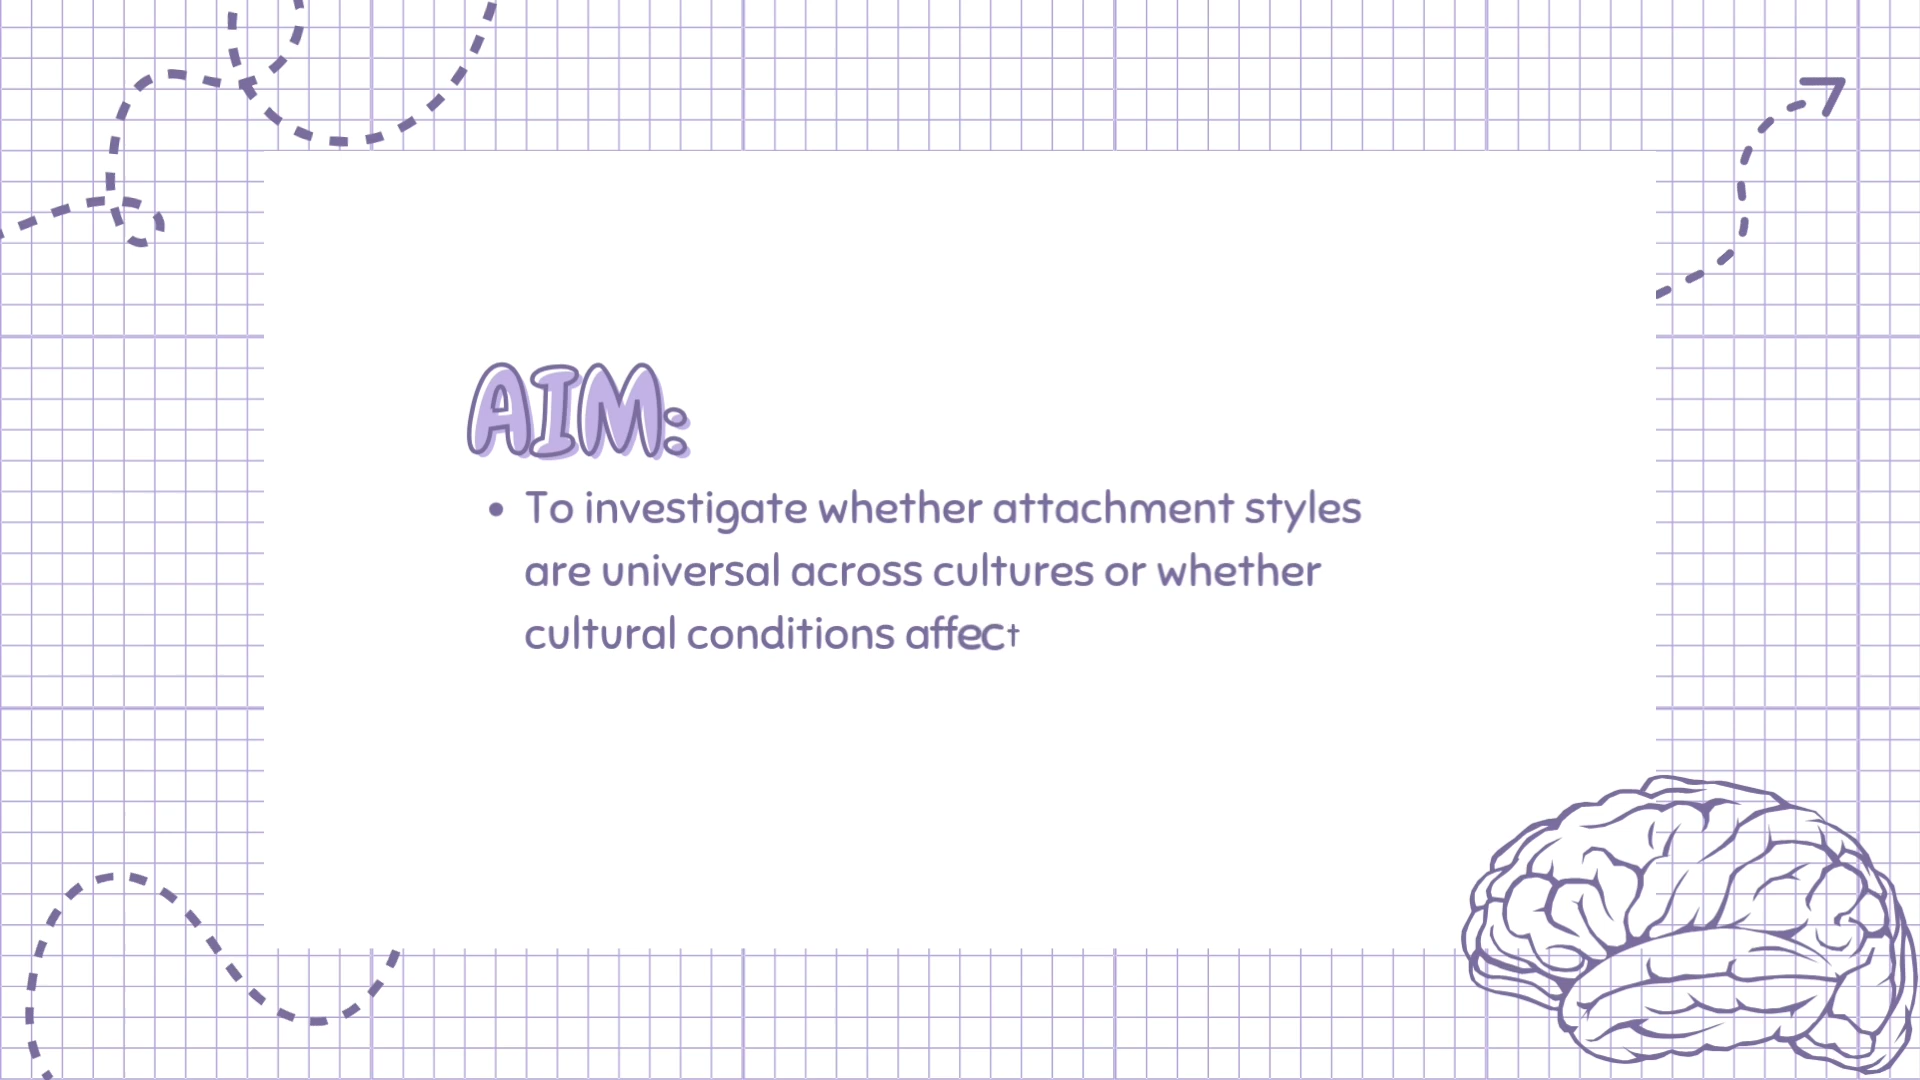 AIM:
• To investigate whether attachment styles
are universal across cultures or whether
cultural conditions affect